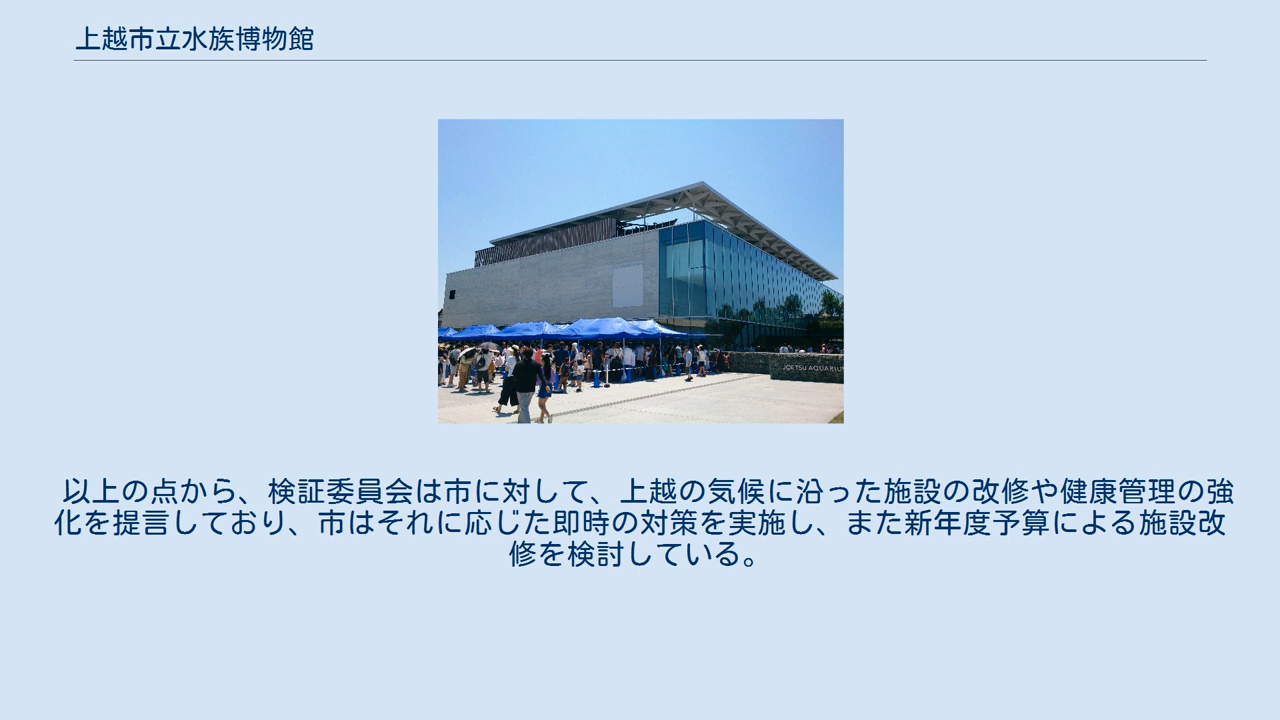 上越市立水族博物館
JOETSU AQUARIUM
以上の点から、検証委員会は市に対して、上越の気候に沿った施設の改修や健康管理の強
化を提言しており、市はそれに応じた即時の対策を実施し、また新年度予算による施設改
修を検討している。